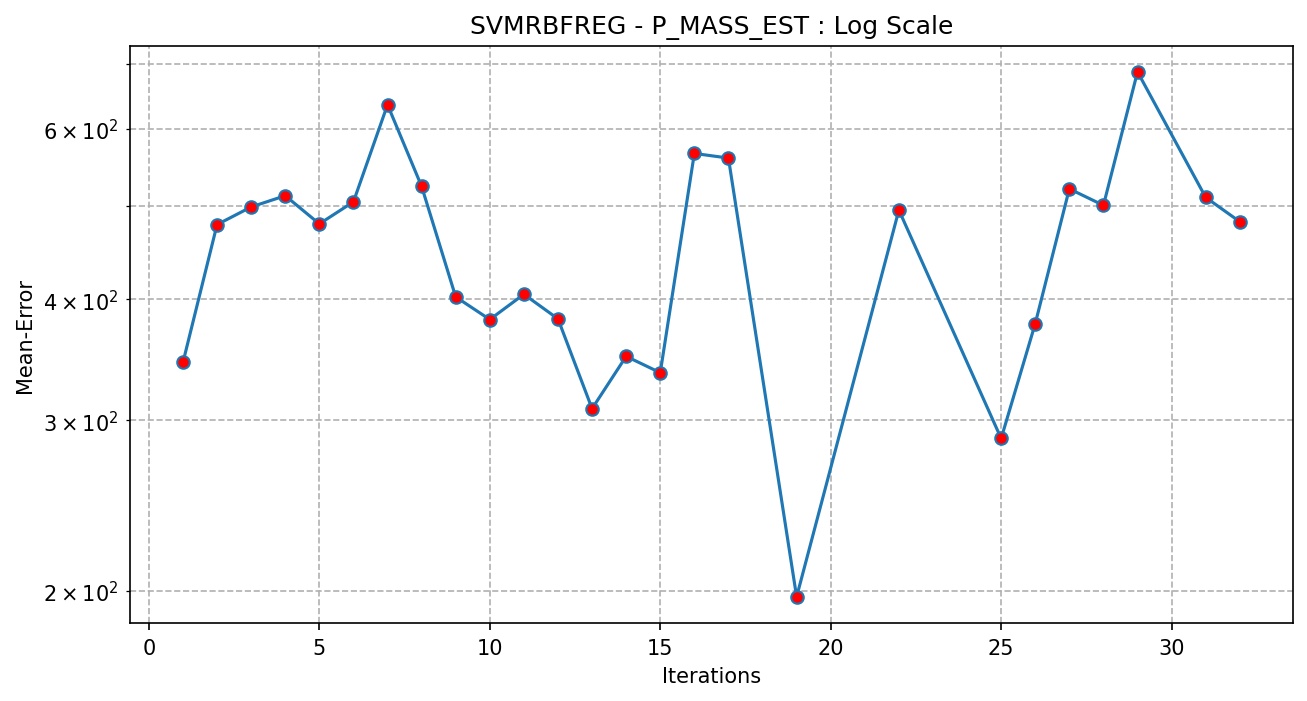 SVMRBFREG - P_MASS_EST : Log Scale
Mean-Error
6 × 10²
4 × 10²
3 × 10²
2 × 10²
0 5 10 15 20 25 30
Iterations